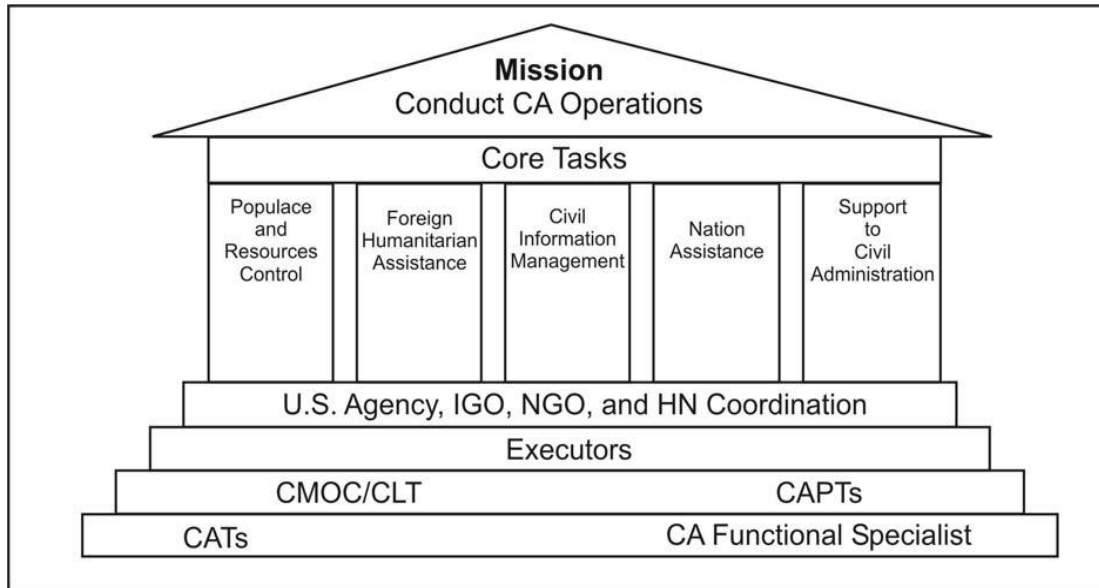 Mission
Conduct CA Operations
Core Tasks
Populace
and
Resources
Control
Foreign
Humanitarian
Assistance
Civil
Information
Management
Nation
Assistance
Support
to
Civil
Administration
U.S. Agency, IGO, NGO, and HN Coordination
Executors
CMOC/CLT CAPTs
CATs CA Functional Specialist